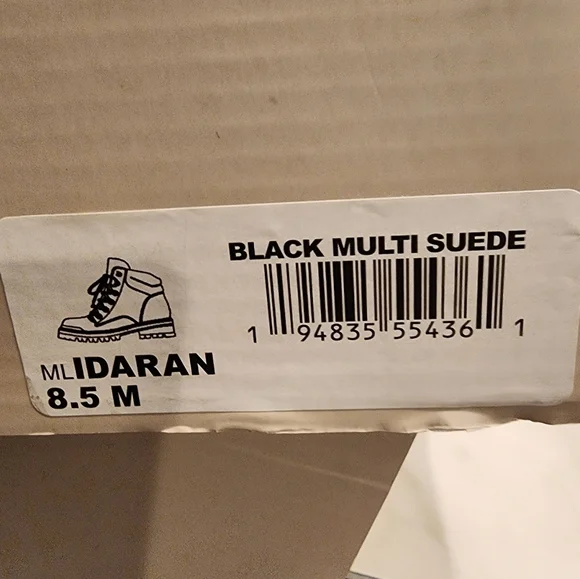 BLACK MULTI SUEDE
1 94835 55436 1
MLIDARAN
8.5 M